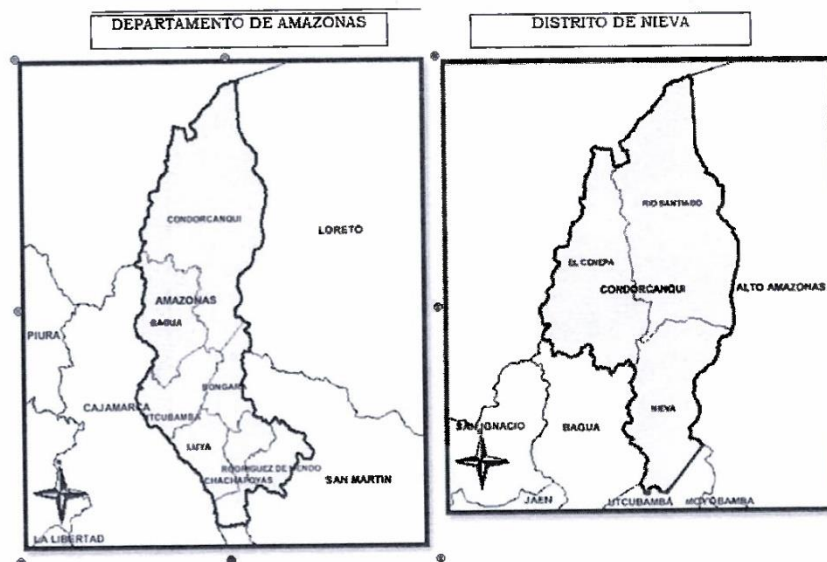 DEPARTAMENTO DE AMAZONAS
CONDORCANQUI
LORETO
AMAZONAS
BAGUA
PIURA
BONGARA
CAJAMARCA
UTCUBAMBA
LUYA
RODRIGUEZ DE MENDO
CHACHAPOYAS
SAN MARTIN
LA LIBERTAD
DISTRITO DE NIEVA
RIO SANTIAGO
EL CENEPA
CONDORCANQUI
ALTO AMAZONAS
NIEVA
SAN IGNACIO
BAGUA
JAEN
UTCUBAMBA
MOYOBAMBA